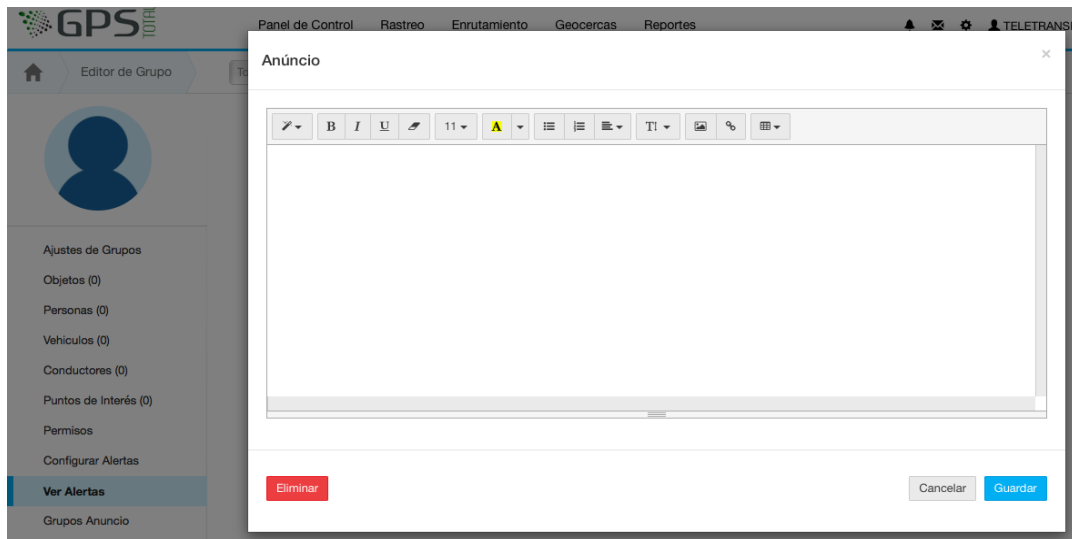 GPS TOTAL
Panel de Control Rastreo Enrutamiento Geocercas Reportes
Editor de Grupo
Anúncio
×
B I U 11 A TI
Ajustes de Grupos
Objetos (0)
Personas (0)
Vehiculos (0)
Conductores (0)
Puntos de Interés (0)
Permisos
Configurar Alertas
Ver Alertas
Grupos Anuncio
Eliminar
Cancelar Guardar